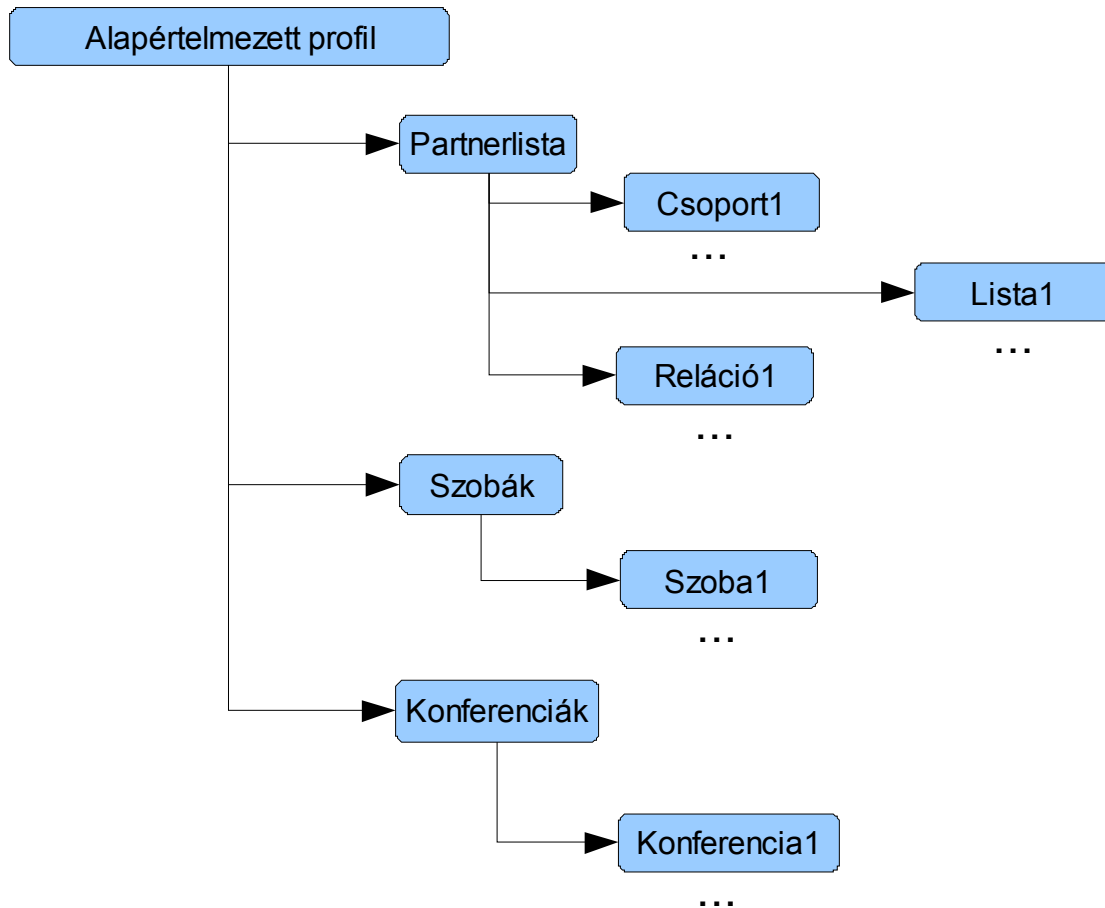 Alapértelmezett profil
Partnerlista
Csoport1
...
Lista1
...
Reláció1
...
Szobák
Szoba1
...
Konferenciák
Konferencia1
...